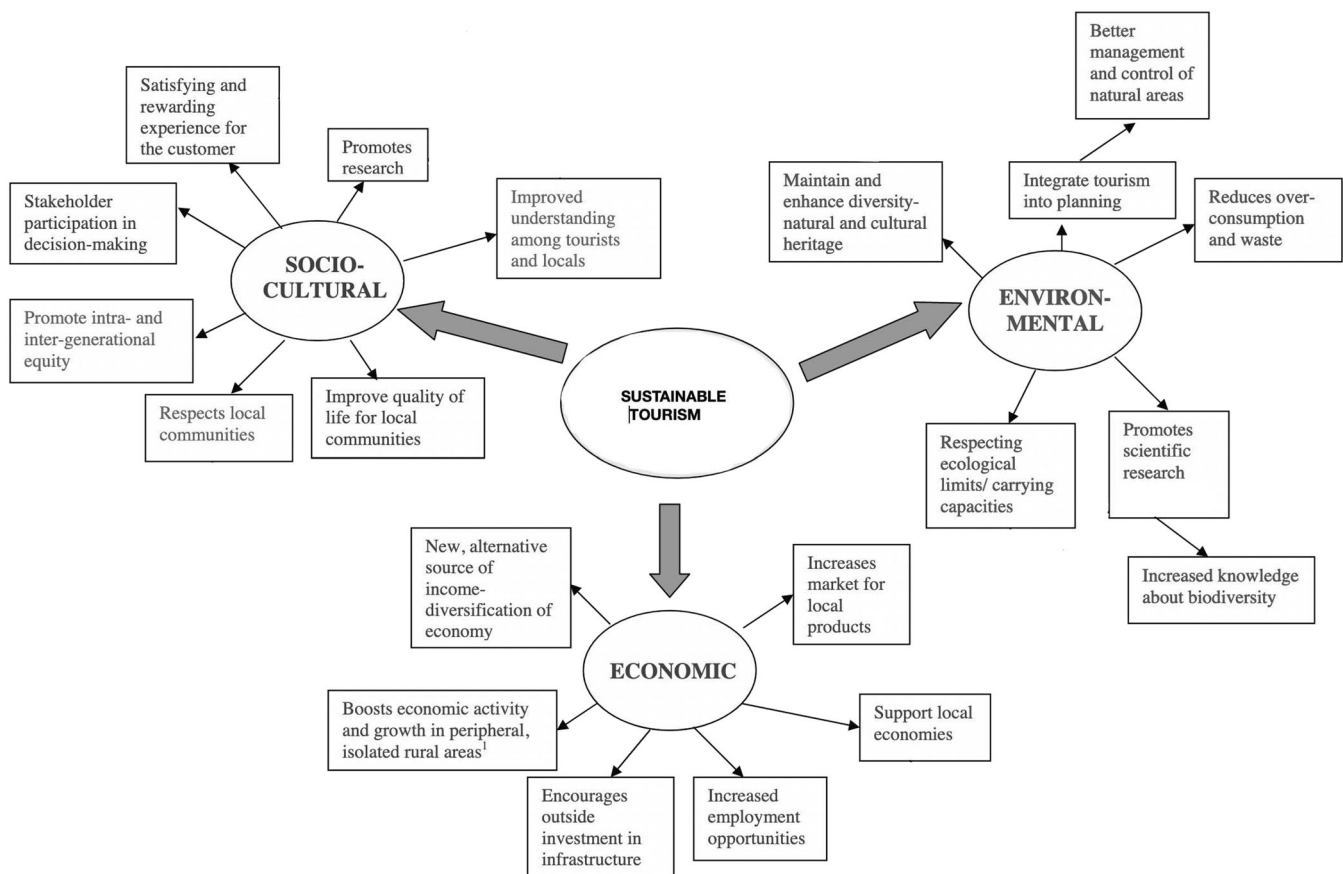 Better
management
and control of
natural areas
Satisfying and
rewarding
experience for
the customer
Promotes
research
Stakeholder
participation in
decision-making
Improved
understanding
among tourists
and locals
Maintain and
enhance diversity-
natural and cultural
heritage
Integrate tourism
into planning
Reduces over-
consumption
and waste
SOCIO-
CULTURAL
ENVIRON-
MENTAL
Promote intra- and
inter-generational
equity
Respects local
communities
Improve quality of
life for local
communities
SUSTAINABLE
TOURISM
Respecting
ecological
limits/ carrying
capacities
Promotes
scientific
research
Increased knowledge
about biodiversity
New, alternative
source of
income-
diversification of
economy
Increases
market for
local
products
ECONOMIC
Boosts economic activity
and growth in peripheral,
isolated rural areas¹
Support local
economies
Encourages
outside
investment in
infrastructure
Increased
employment
opportunities